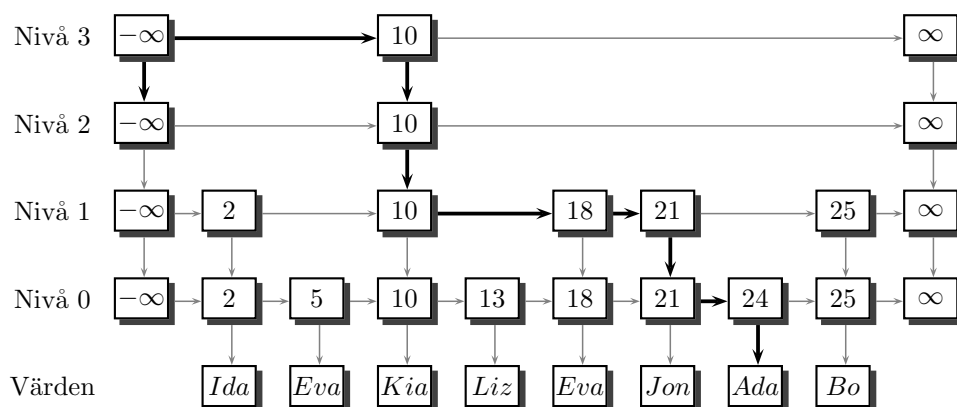 Nivå 3 −∞ 10 ∞
Nivå 2 −∞ 10 ∞
Nivå 1 −∞ 2 10 18 21 25 ∞
Nivå 0 −∞ 2 5 10 13 18 21 24 25 ∞
Värden Ida Eva Kia Liz Eva Jon Ada Bo